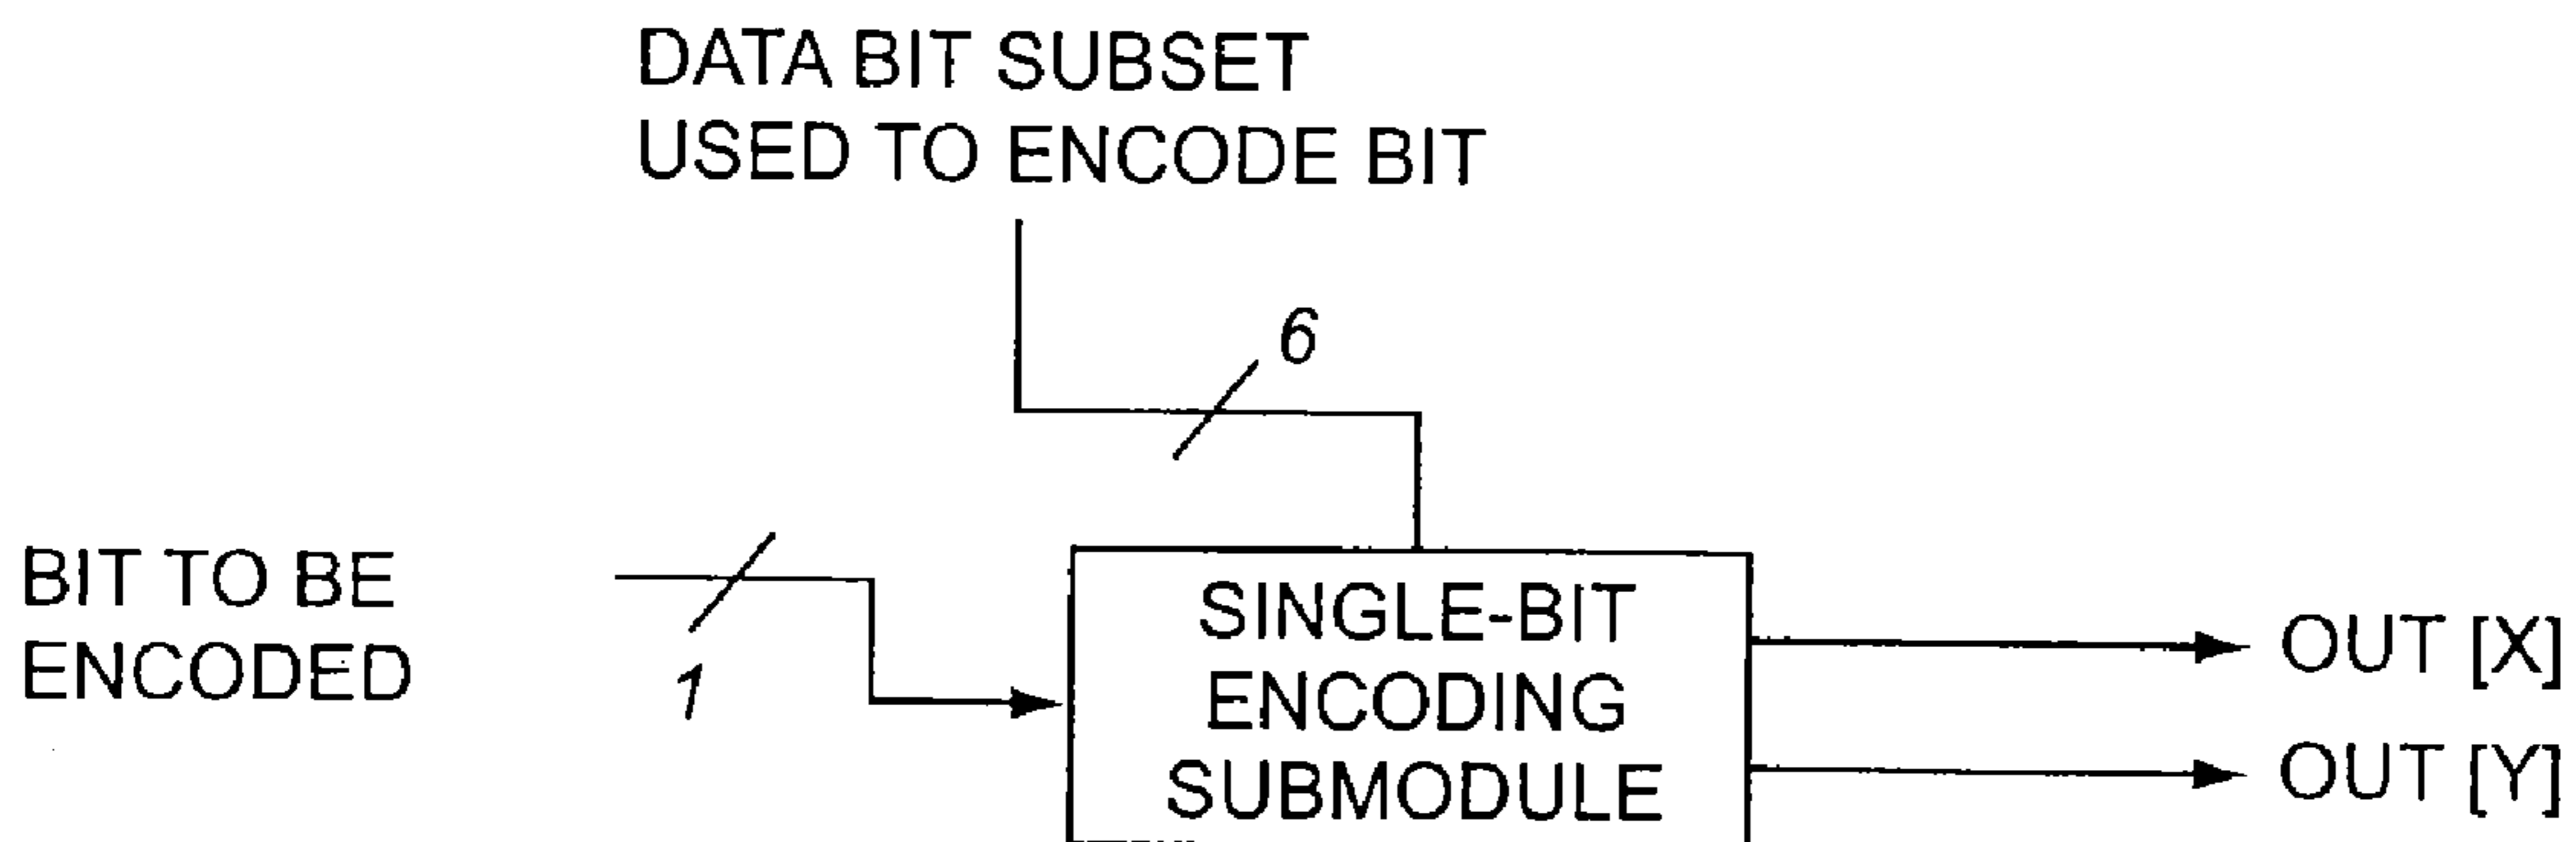 DATA BIT SUBSET
USED TO ENCODE BIT
6
BIT TO BE
ENCODED
1
SINGLE-BIT
ENCODING
SUBMODULE
OUT [X]
OUT [Y]